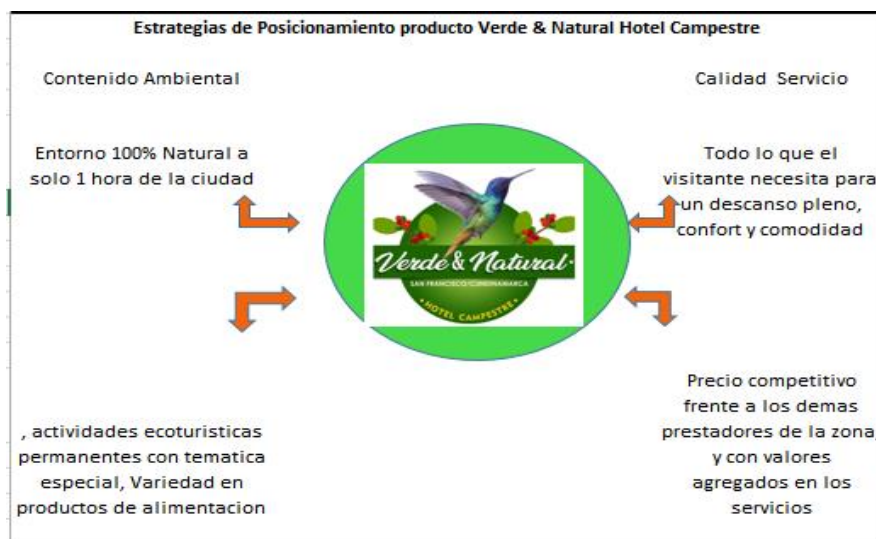 Estrategias de Posicionamiento producto Verde & Natural Hotel Campestre
Contenido Ambiental
Calidad Servicio
Entorno 100% Natural a
solo 1 hora de la ciudad
Todo lo que el
visitante necesita para
un descanso pleno,
confort y comodidad
Verde & Natural
SAN FRANCISCO/CUNDINAMARCA
HOTEL CAMPESTRE
, actividades ecoturisticas
permanentes con tematica
especial, Variedad en
productos de alimentacion
Precio competitivo
frente a los demas
prestadores de la zona,
y con valores
agregados en los
servicios